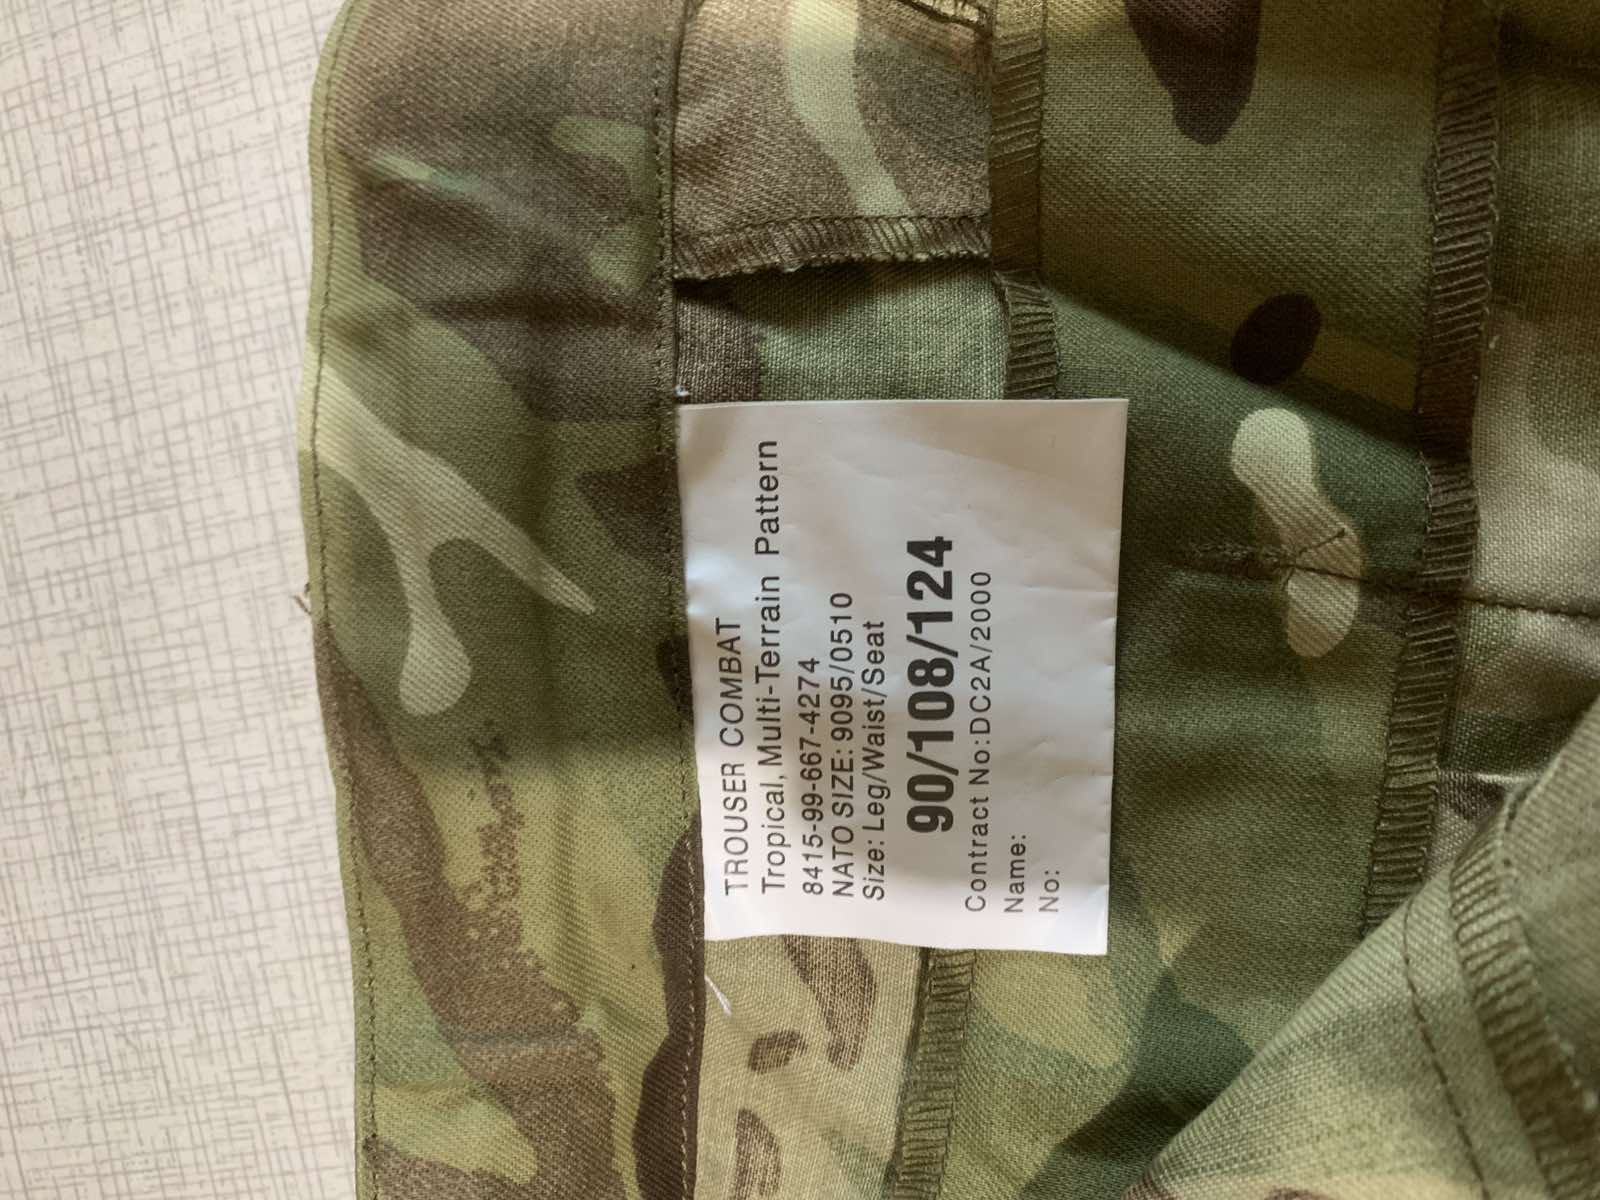 TROUSER COMBAT
Tropical, Multi-Terrain Pattern
8415-99-667-4274
NATO SIZE: 9095/0510
Size: Leg/Waist/Seat
90/108/124
Contract No:DC2A/2000
Name:
No: